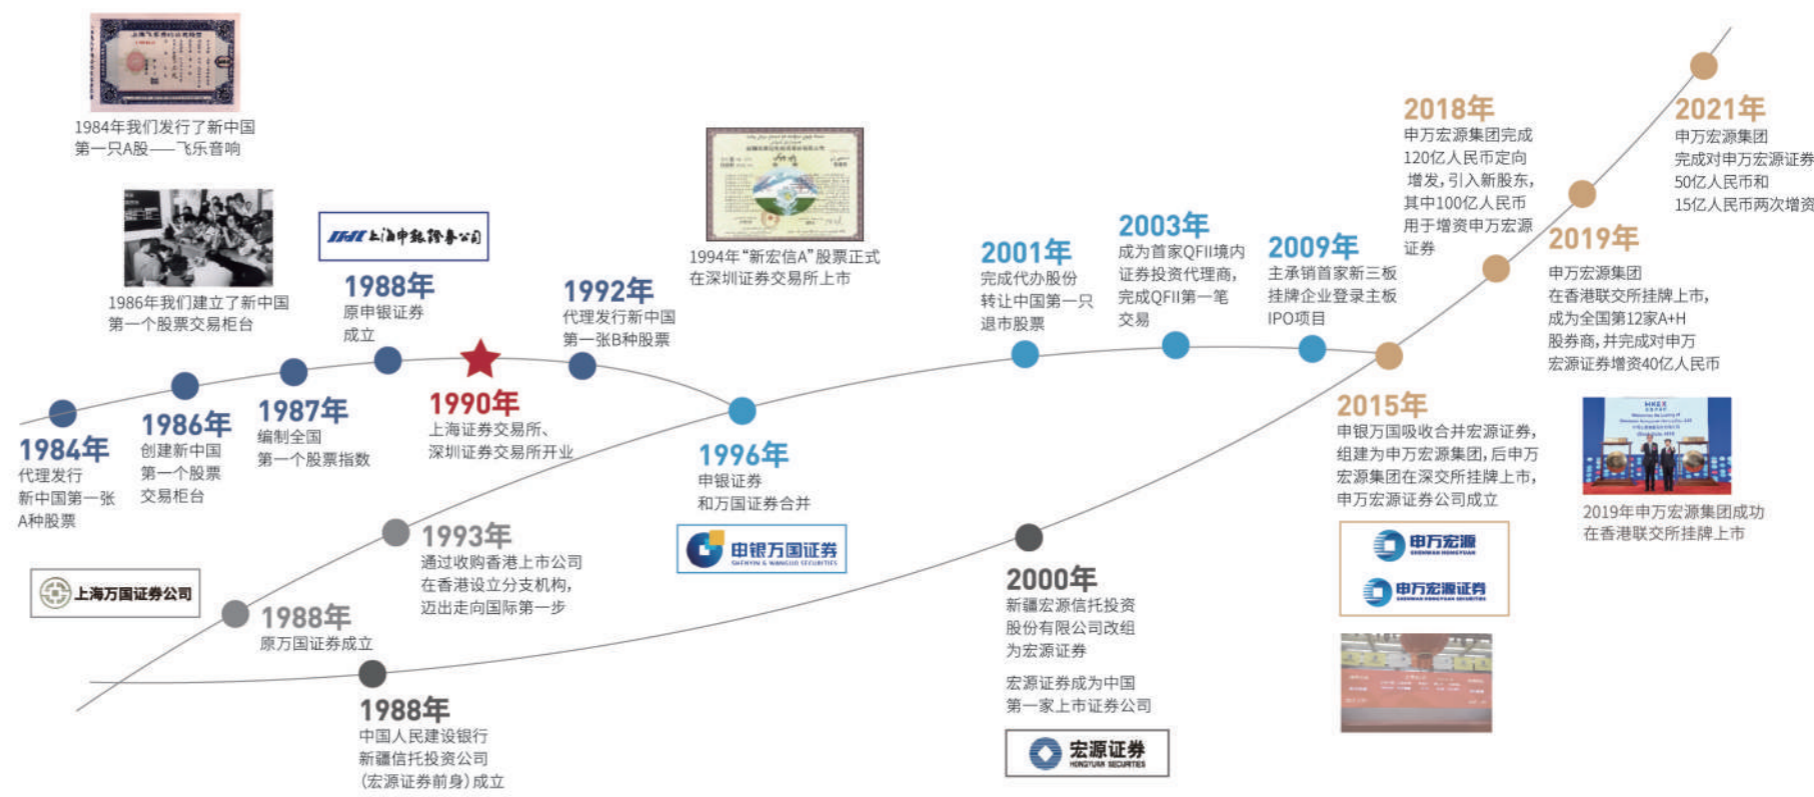 1984年我们发行了新中国
第一只A股——飞乐音响
1986年我们建立了新中国
第一个股票交易柜台
上海申银证券公司
1984年
代理发行
新中国第一张
A种股票
1986年
创建新中国
第一个股票
交易柜台
1987年
编制全国
第一个股票指数
1988年
原申银证券
成立
1990年
上海证券交易所、
深圳证券交易所开业
1992年
代理发行新中国
第一张B种股票
1994年“新宏信A”股票正式
在深圳证券交易所上市
上海万国证券公司
1988年
原万国证券成立
1993年
通过收购香港上市公司
在香港设立分支机构，
迈出走向国际第一步
1996年
申银证券
和万国证券合并
申银万国证券
SHENYIN & WANGUO SECURITIES
1988年
中国人民建设银行
新疆信托投资公司
（宏源证券前身）成立
2000年
新疆宏源信托投资
股份有限公司改组
为宏源证券
宏源证券成为中国
第一家上市证券公司
宏源证券
HONGYUAN SECURITIES
2001年
完成代办股份
转让中国第一只
退市股票
2003年
成为首家QFII境内
证券投资代理商，
完成QFII第一笔
交易
2009年
主承销首家新三板
挂牌企业登录主板
IPO项目
2015年
申银万国吸收合并宏源证券，
组建为申万宏源集团，后申万
宏源集团在深交所挂牌上市，
申万宏源证券公司成立
申万宏源
SHENWAN HONGYUAN
申万宏源证券
SHENWAN HONGYUAN SECURITIES
2018年
申万宏源集团完成
120亿人民币定向
增发，引入新股东，
其中100亿人民币
用于增资申万宏源
证券
2019年
申万宏源集团
在香港联交所挂牌上市，
成为全国第12家A+H
股券商，并完成对申万
宏源证券增资40亿人民币
HKEX
2019年申万宏源集团成功
在香港联交所挂牌上市
2021年
申万宏源集团
完成对申万宏源证券
50亿人民币和
15亿人民币两次增资